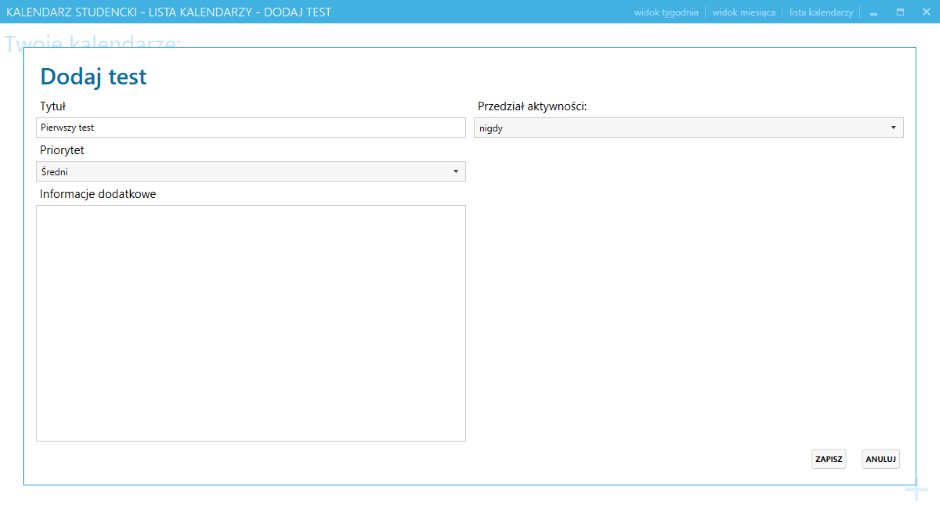 KALENDARZ STUDENCKI - LISTA KALENDARZY - DODAJ TEST
widok tygodnia
widok miesiąca
lista kalendarzy
Twoje kalendarze:
Dodaj test
Tytuł
Pierwszy test
Priorytet
Średni
Informacje dodatkowe
Przedział aktywności:
nigdy
ZAPISZ
ANULUJ